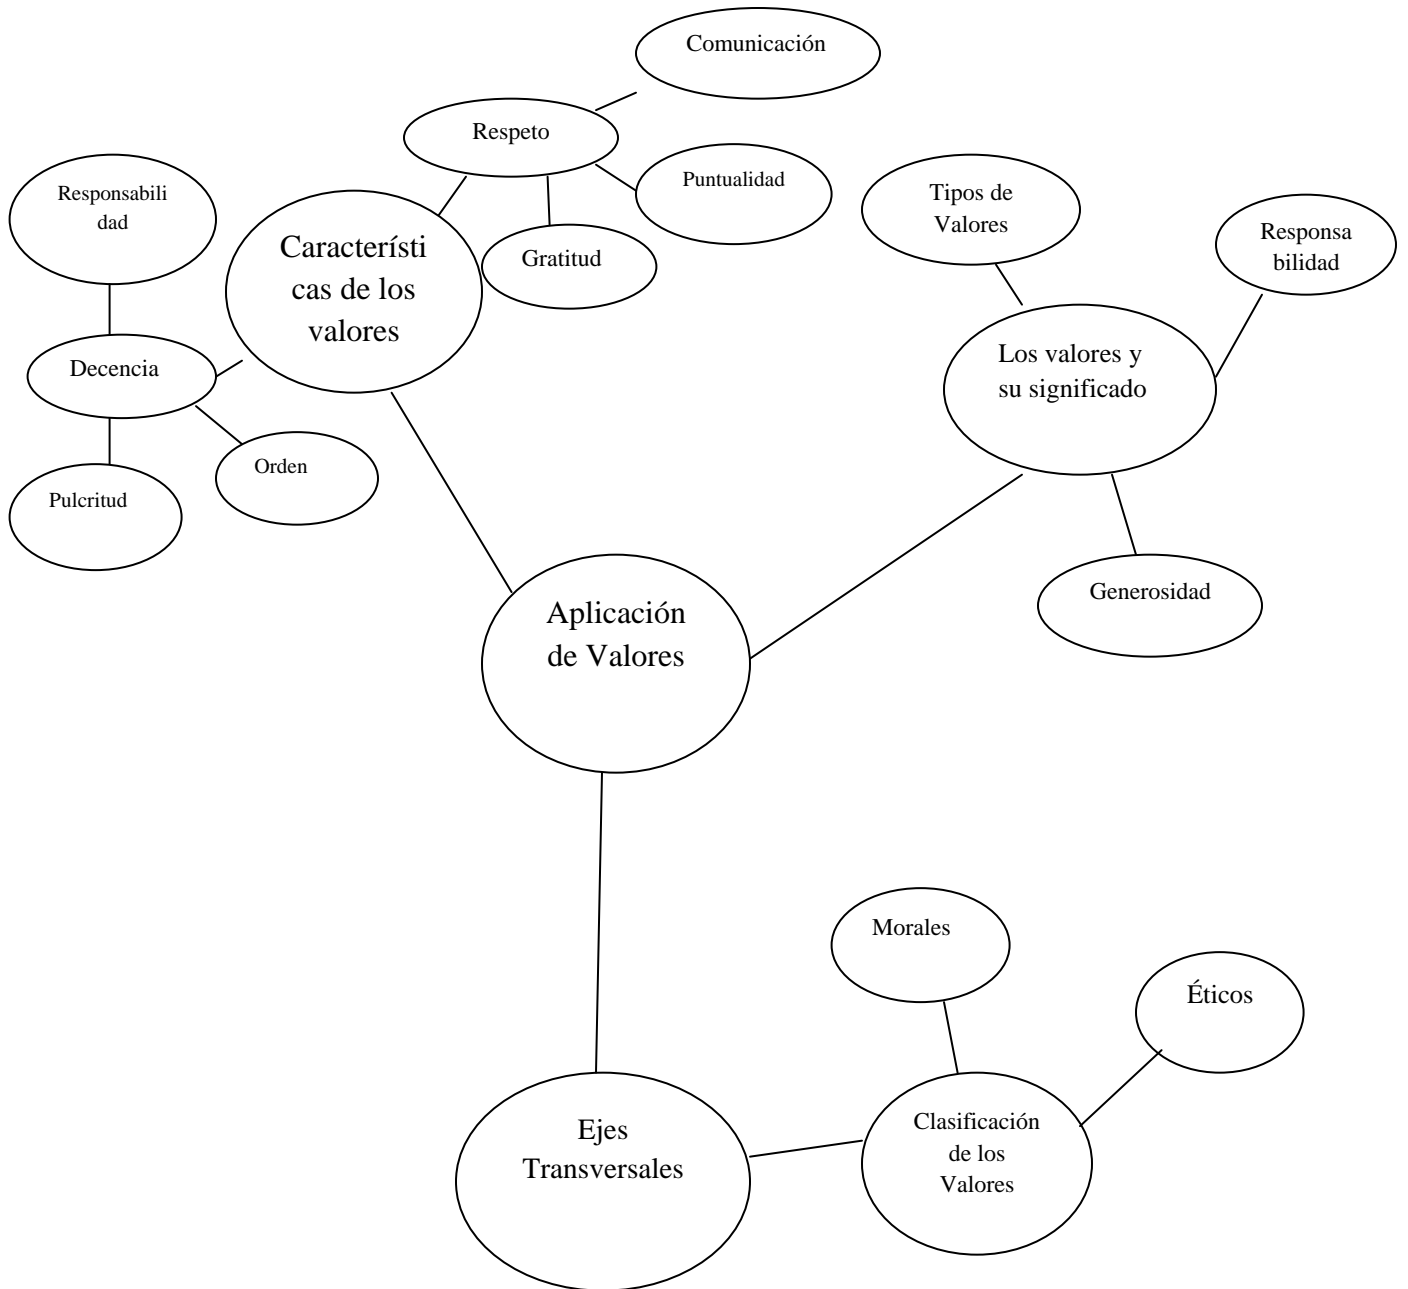 Comunicación
Respeto
Puntualidad
Gratitud
Responsabili
dad
Característi
cas de los
valores
Decencia
Orden
Pulcritud
Tipos de
Valores
Responsa
bilidad
Los valores y
su significado
Generosidad
Aplicación
de Valores
Morales
Éticos
Ejes
Transversales
Clasificación
de los
Valores